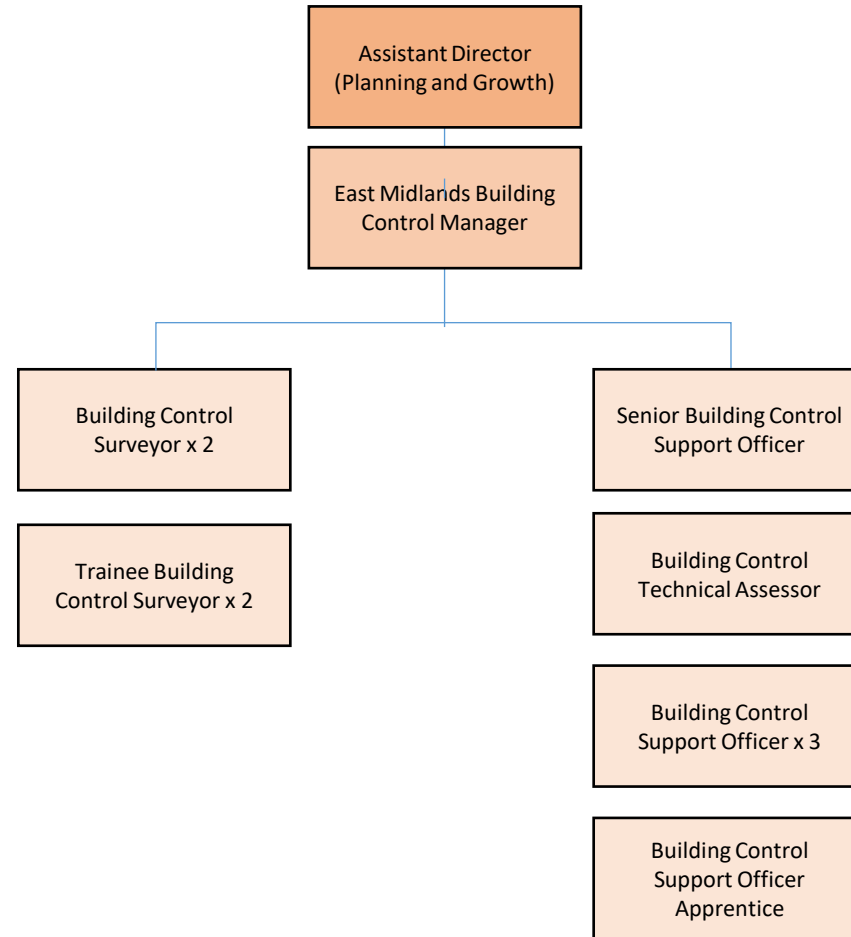 Assistant Director
(Planning and Growth)
East Midlands Building
Control Manager
Building Control
Surveyor x 2
Trainee Building
Control Surveyor x 2
Senior Building Control
Support Officer
Building Control
Technical Assessor
Building Control
Support Officer x 3
Building Control
Support Officer
Apprentice